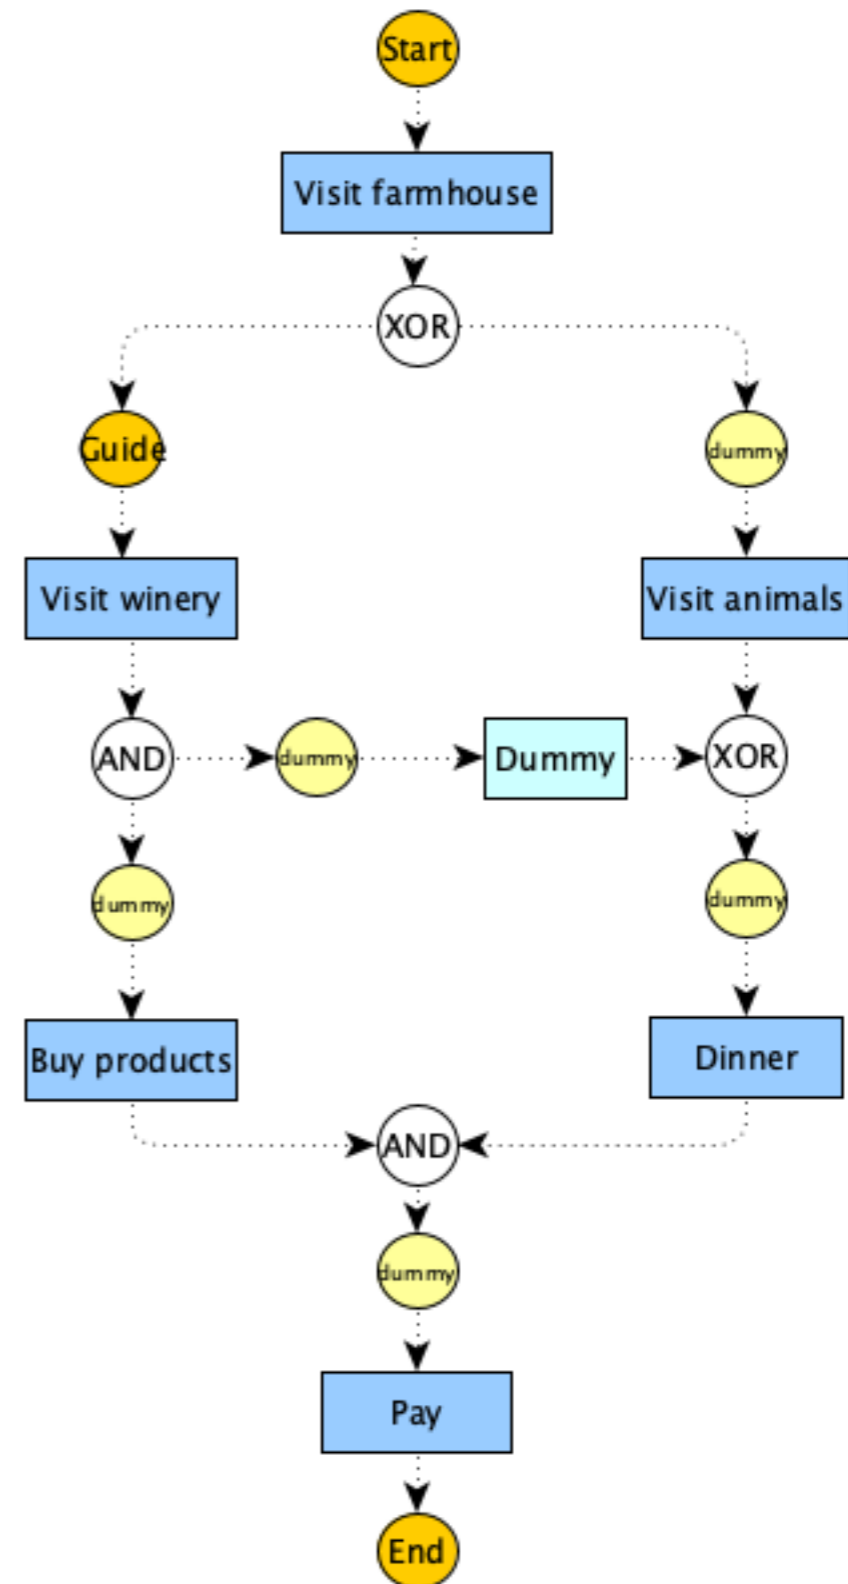 Start
Visit farmhouse
XOR
Guide
dummy
Visit winery
Visit animals
AND
dummy
Dummy
XOR
dummy
dummy
Buy products
Dinner
AND
dummy
Pay
End